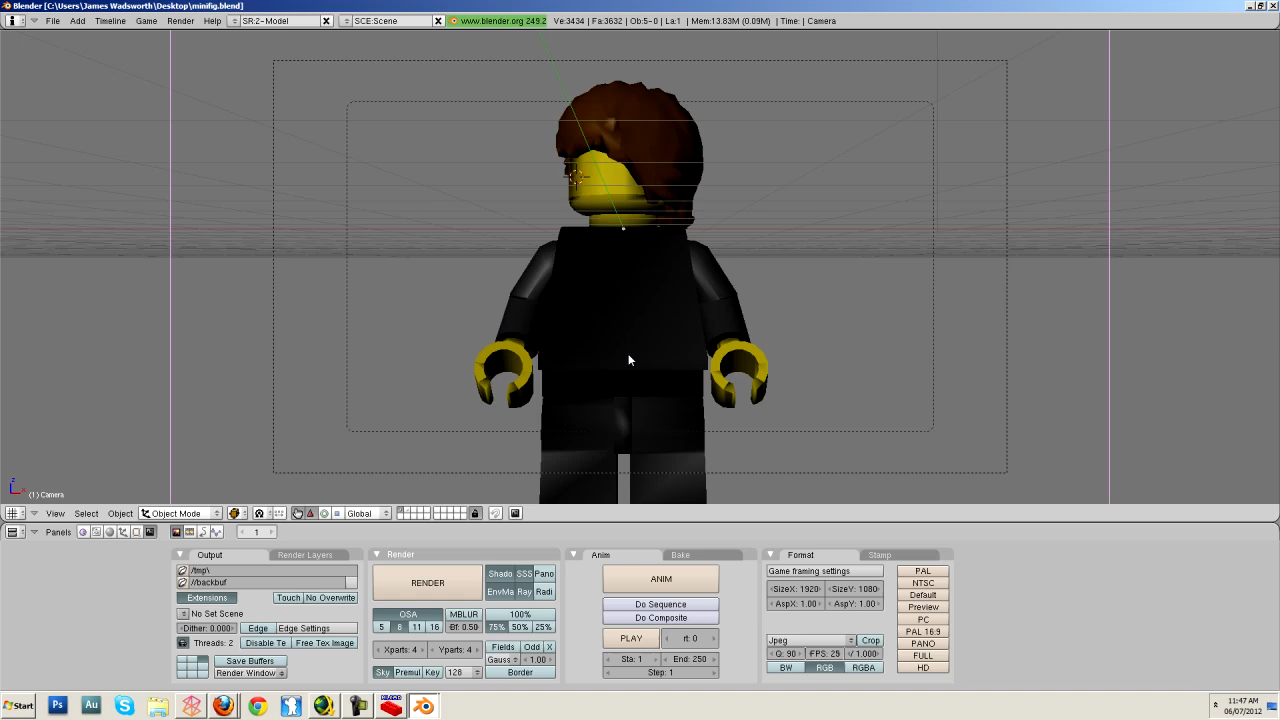 Blender [C:\Users\James Wadsworth\Desktop\minifig.blend]
File Add Timeline Game Render Help SR:2-Model SCE:Scene www.blender.org 249.2 Ve:3434 | Fa:3632 | Ob:5-0 | La:1 | Mem:13.83M (0.09M) | Time: | Camera
z
x
(1) Camera
View Select Object Object Mode Global
Panels 1
Output Render Layers Render Anim Bake Format Stamp
/tmp\
//backbuf
Extensions Touch No Overwrite
No Set Scene
Dither: 0.000 Edge Edge Settings
Threads: 2 Disable Te Free Tex Image
Save Buffers
Render Window
RENDER Shado SSS Pano
EnvMa Ray Radi
OSA MBLUR 100%
5 8 11 16 Bf: 0.50 75% 50% 25%
Xparts: 4 Yparts: 4 Fields Odd X
Gauss 1.00
Sky Premul Key 128 Border
ANIM
Do Sequence
Do Composite
PLAY rt: 0
Sta: 1 End: 250
Step: 1
Game framing settings
SizeX: 1920 SizeY: 1080
AspX: 1.00 AspY: 1.00
Jpeg Crop
Q: 90 FPS: 25 /1.000
BW RGB RGBA
PAL
NTSC
Default
Preview
PC
PAL 16:9
PANO
FULL
HD
Start Ps Au 11:47 AM
06/07/2012